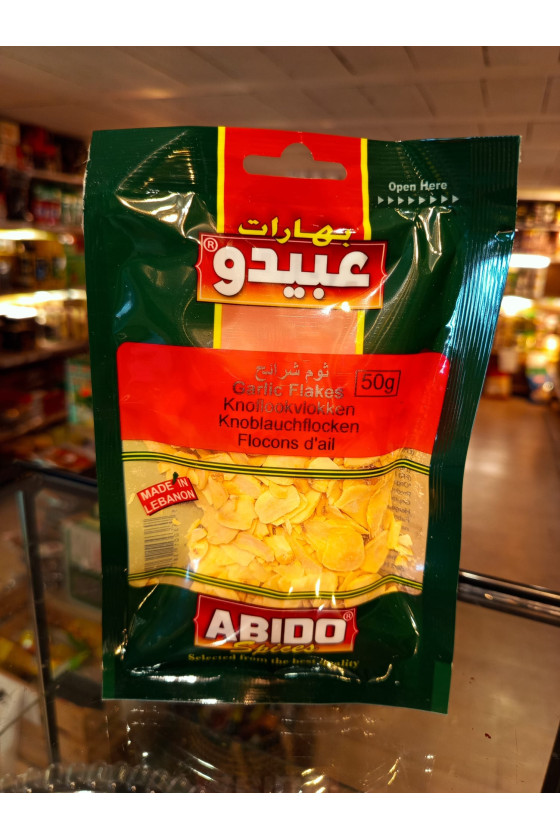 Open Here
بهارات
عبيدو®
ثوم شرائح
Garlic Flakes
50g
Knoflookvlokken
Knoblauchflocken
Flocons d'ail
MADE IN
LEBANON
ABIDO®
Spices
Selected from the best quality